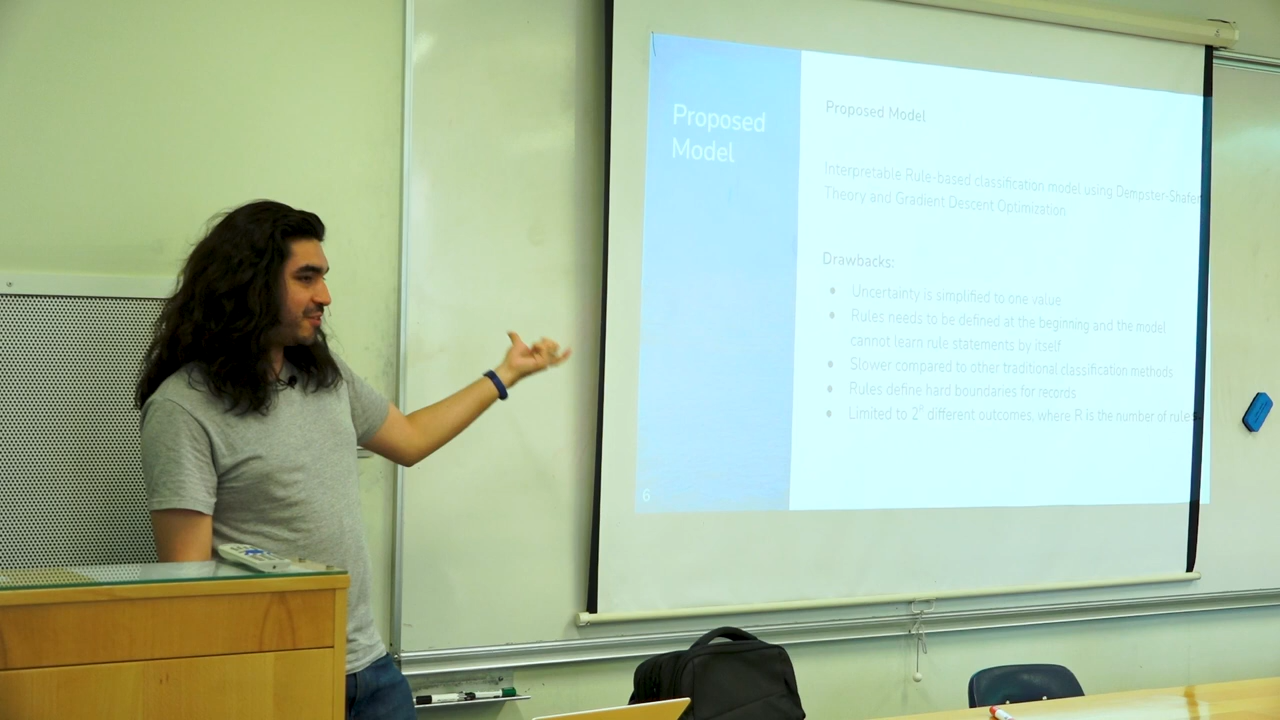 Proposed
Model
Proposed Model
Interpretable Rule-based classification model using Dempster-Shafer
Theory and Gradient Descent Optimization
Drawbacks:
● Uncertainty is simplified to one value
● Rules needs to be defined at the beginning and the model
cannot learn rule statements by itself
● Slower compared to other traditional classification methods
● Rules define hard boundaries for records
● Limited to 2ᴿ different outcomes, where R is the number of rules
6